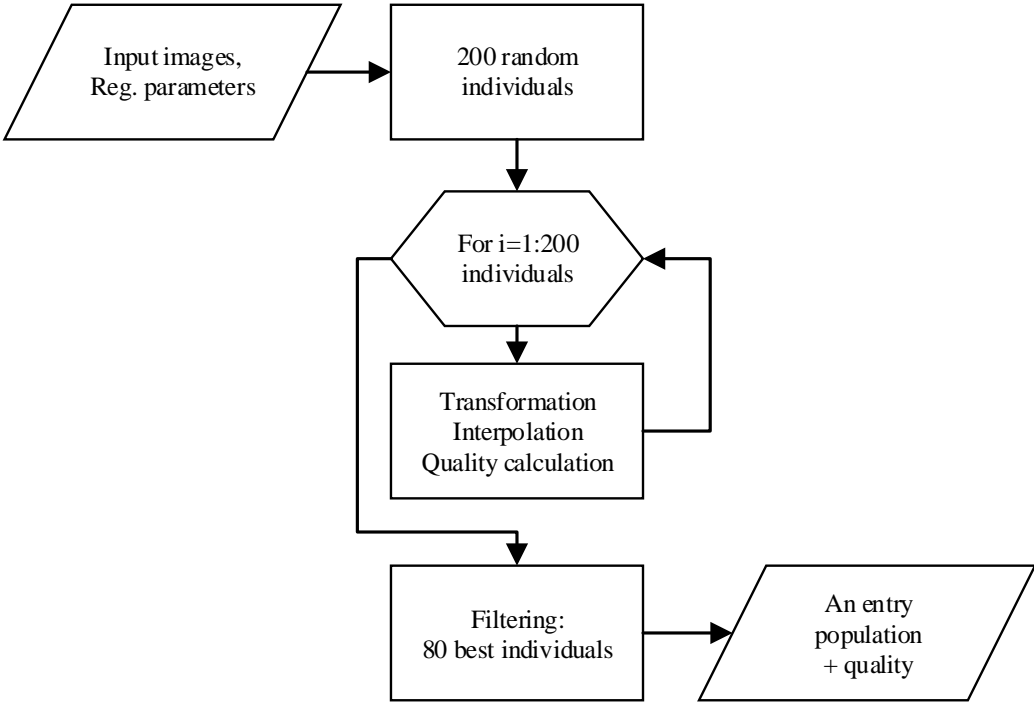 Input images,
Reg. parameters
200 random
individuals
For i=1:200
individuals
Transformation
Interpolation
Quality calculation
Filtering:
80 best individuals
An entry
population
+ quality